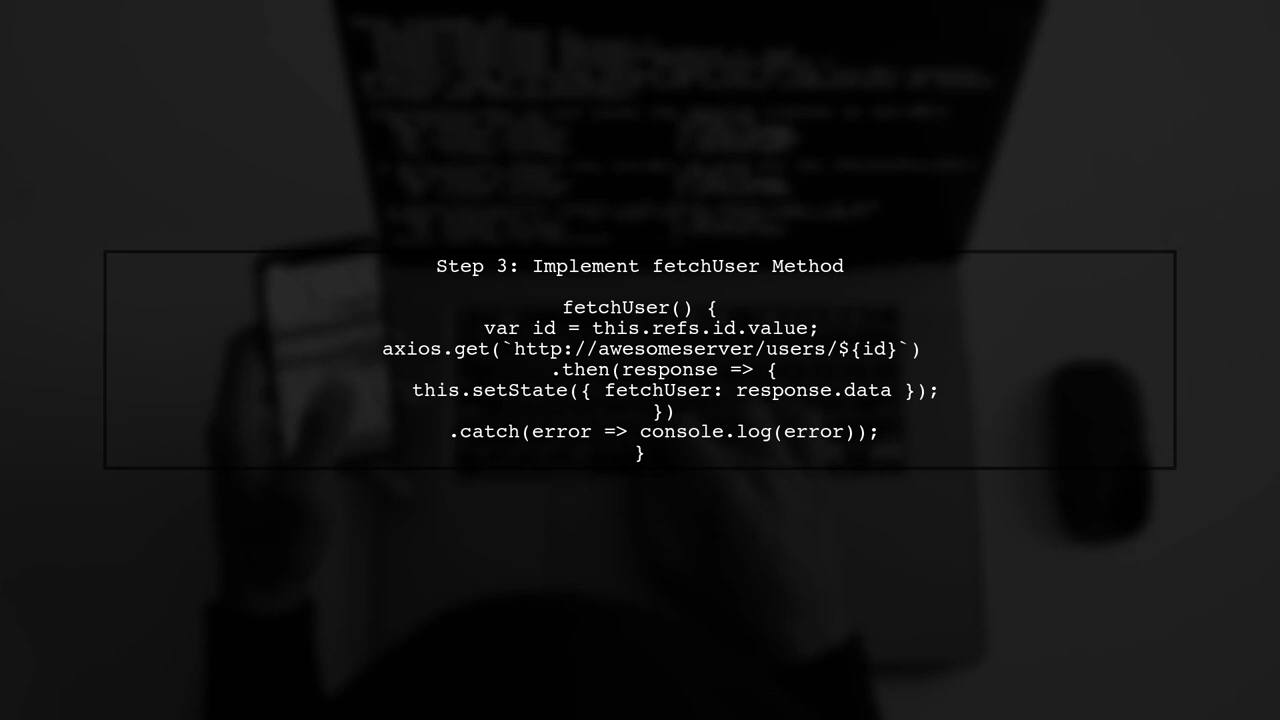 Step 3: Implement fetchUser Method
fetchUser() {
var id = this.refs.id.value;
axios.get(`http://awesomeserver/users/${id}`)
.then(response => {
this.setState({ fetchUser: response.data });
})
.catch(error => console.log(error));
}